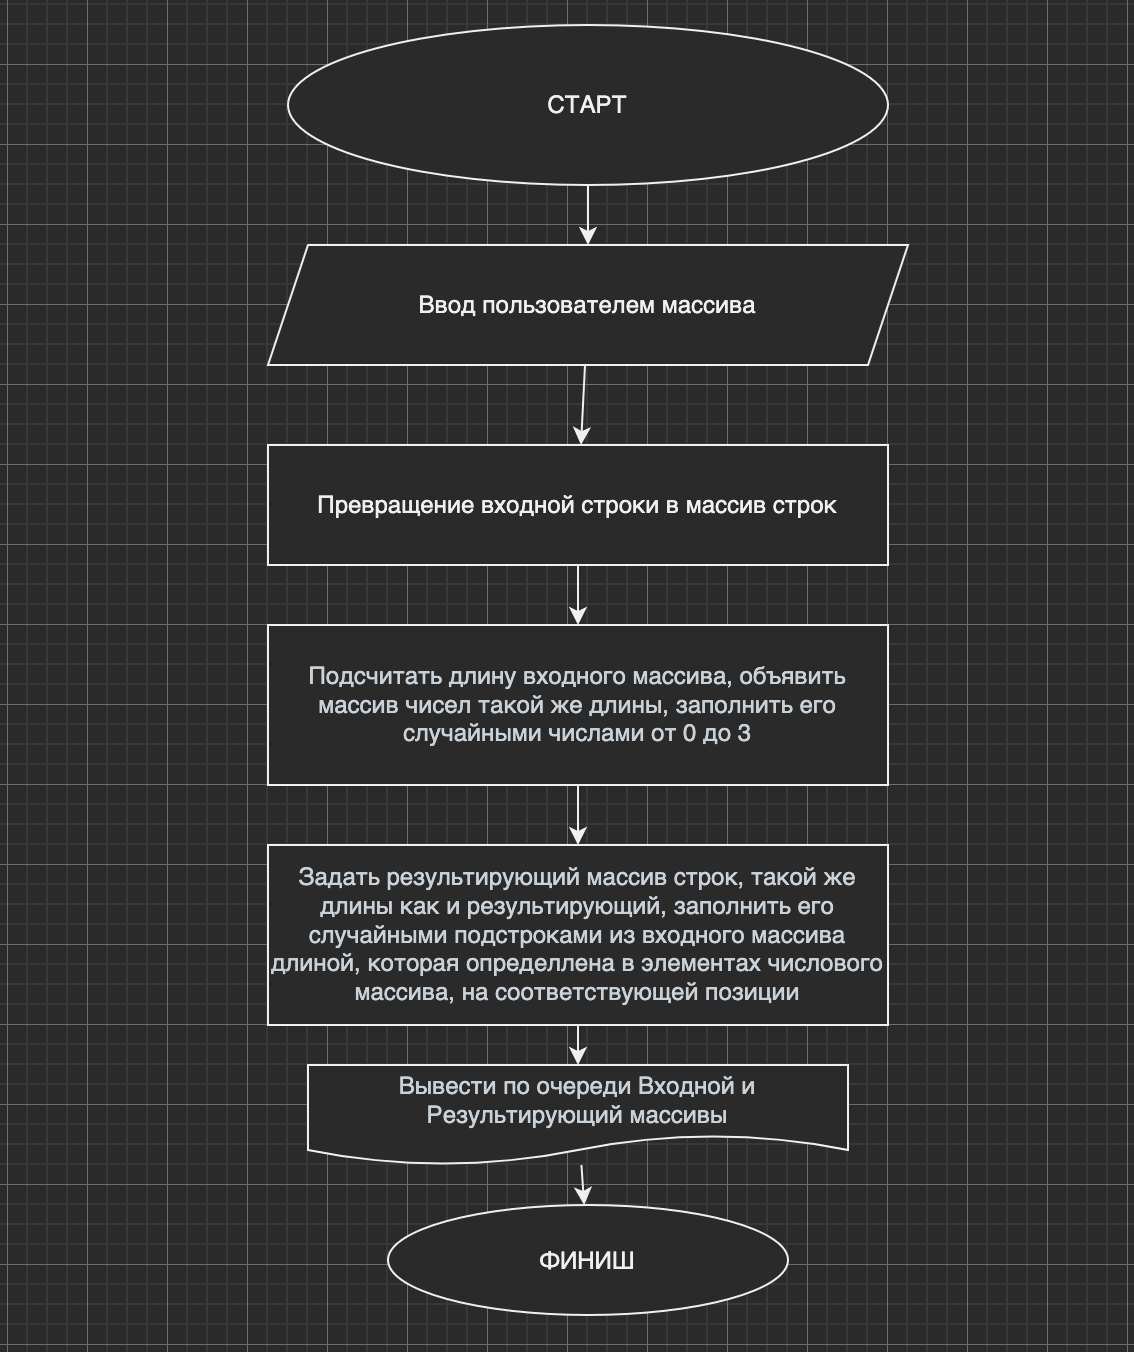 СТАРТ
Ввод пользователем массива
Превращение входной строки в массив строк
Подсчитать длину входного массива, объявить
массив чисел такой же длины, заполнить его
случайными числами от 0 до 3
Задать результирующий массив строк, такой же
длины как и результирующий, заполнить его
случайными подстроками из входного массива
длиной, которая определлена в элементах числового
массива, на соответствующей позиции
Вывести по очереди Входной и
Результирующий массивы
ФИНИШ